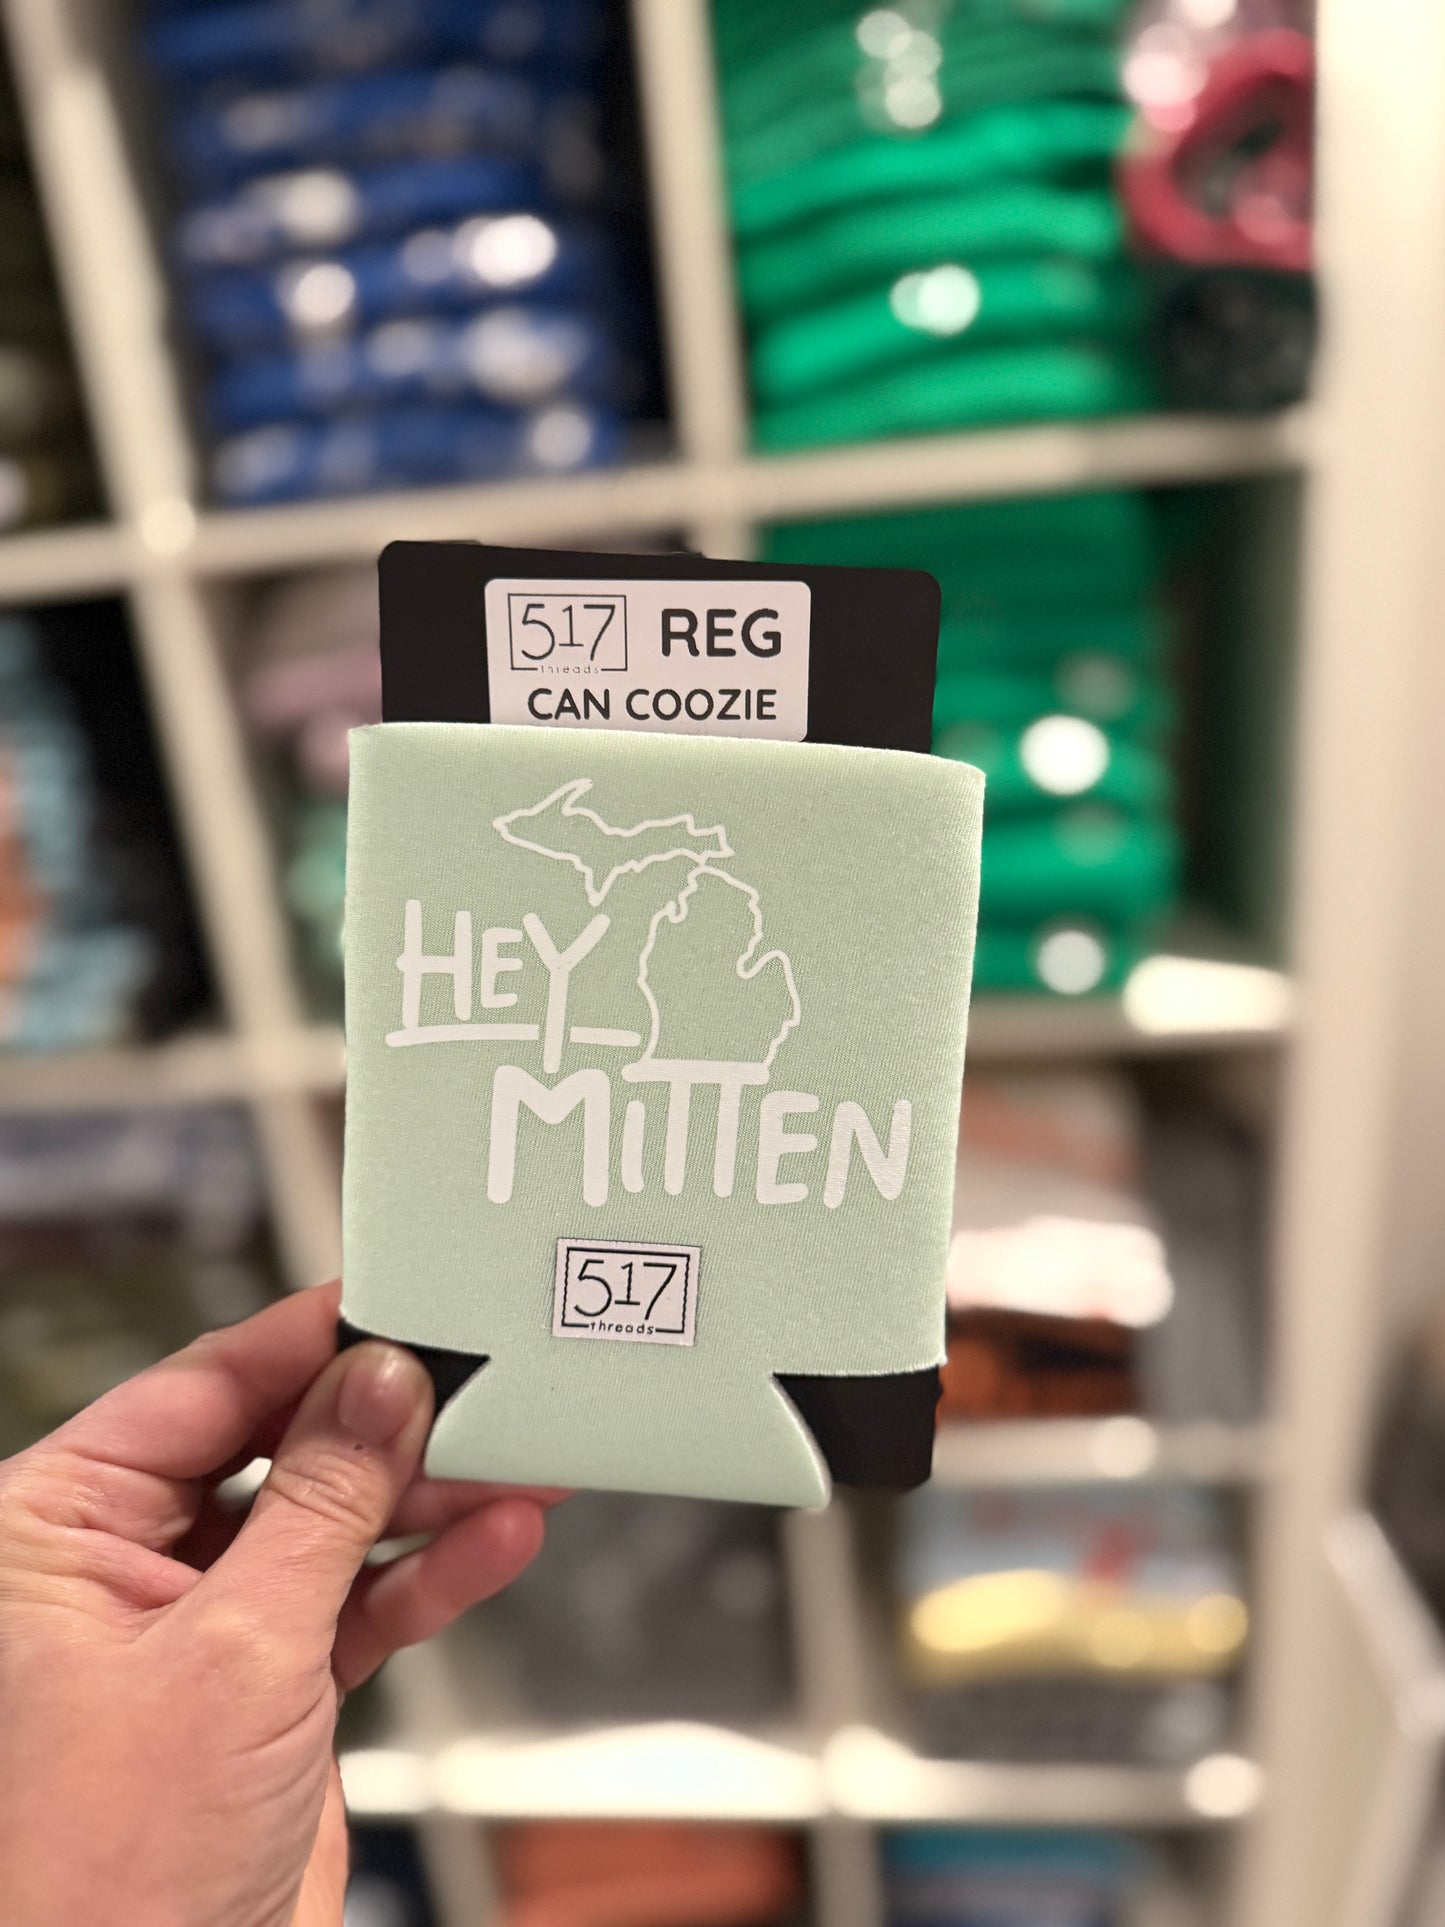 517 REG
threads
CAN COOZIE
HEY
MITTEN
517
threads